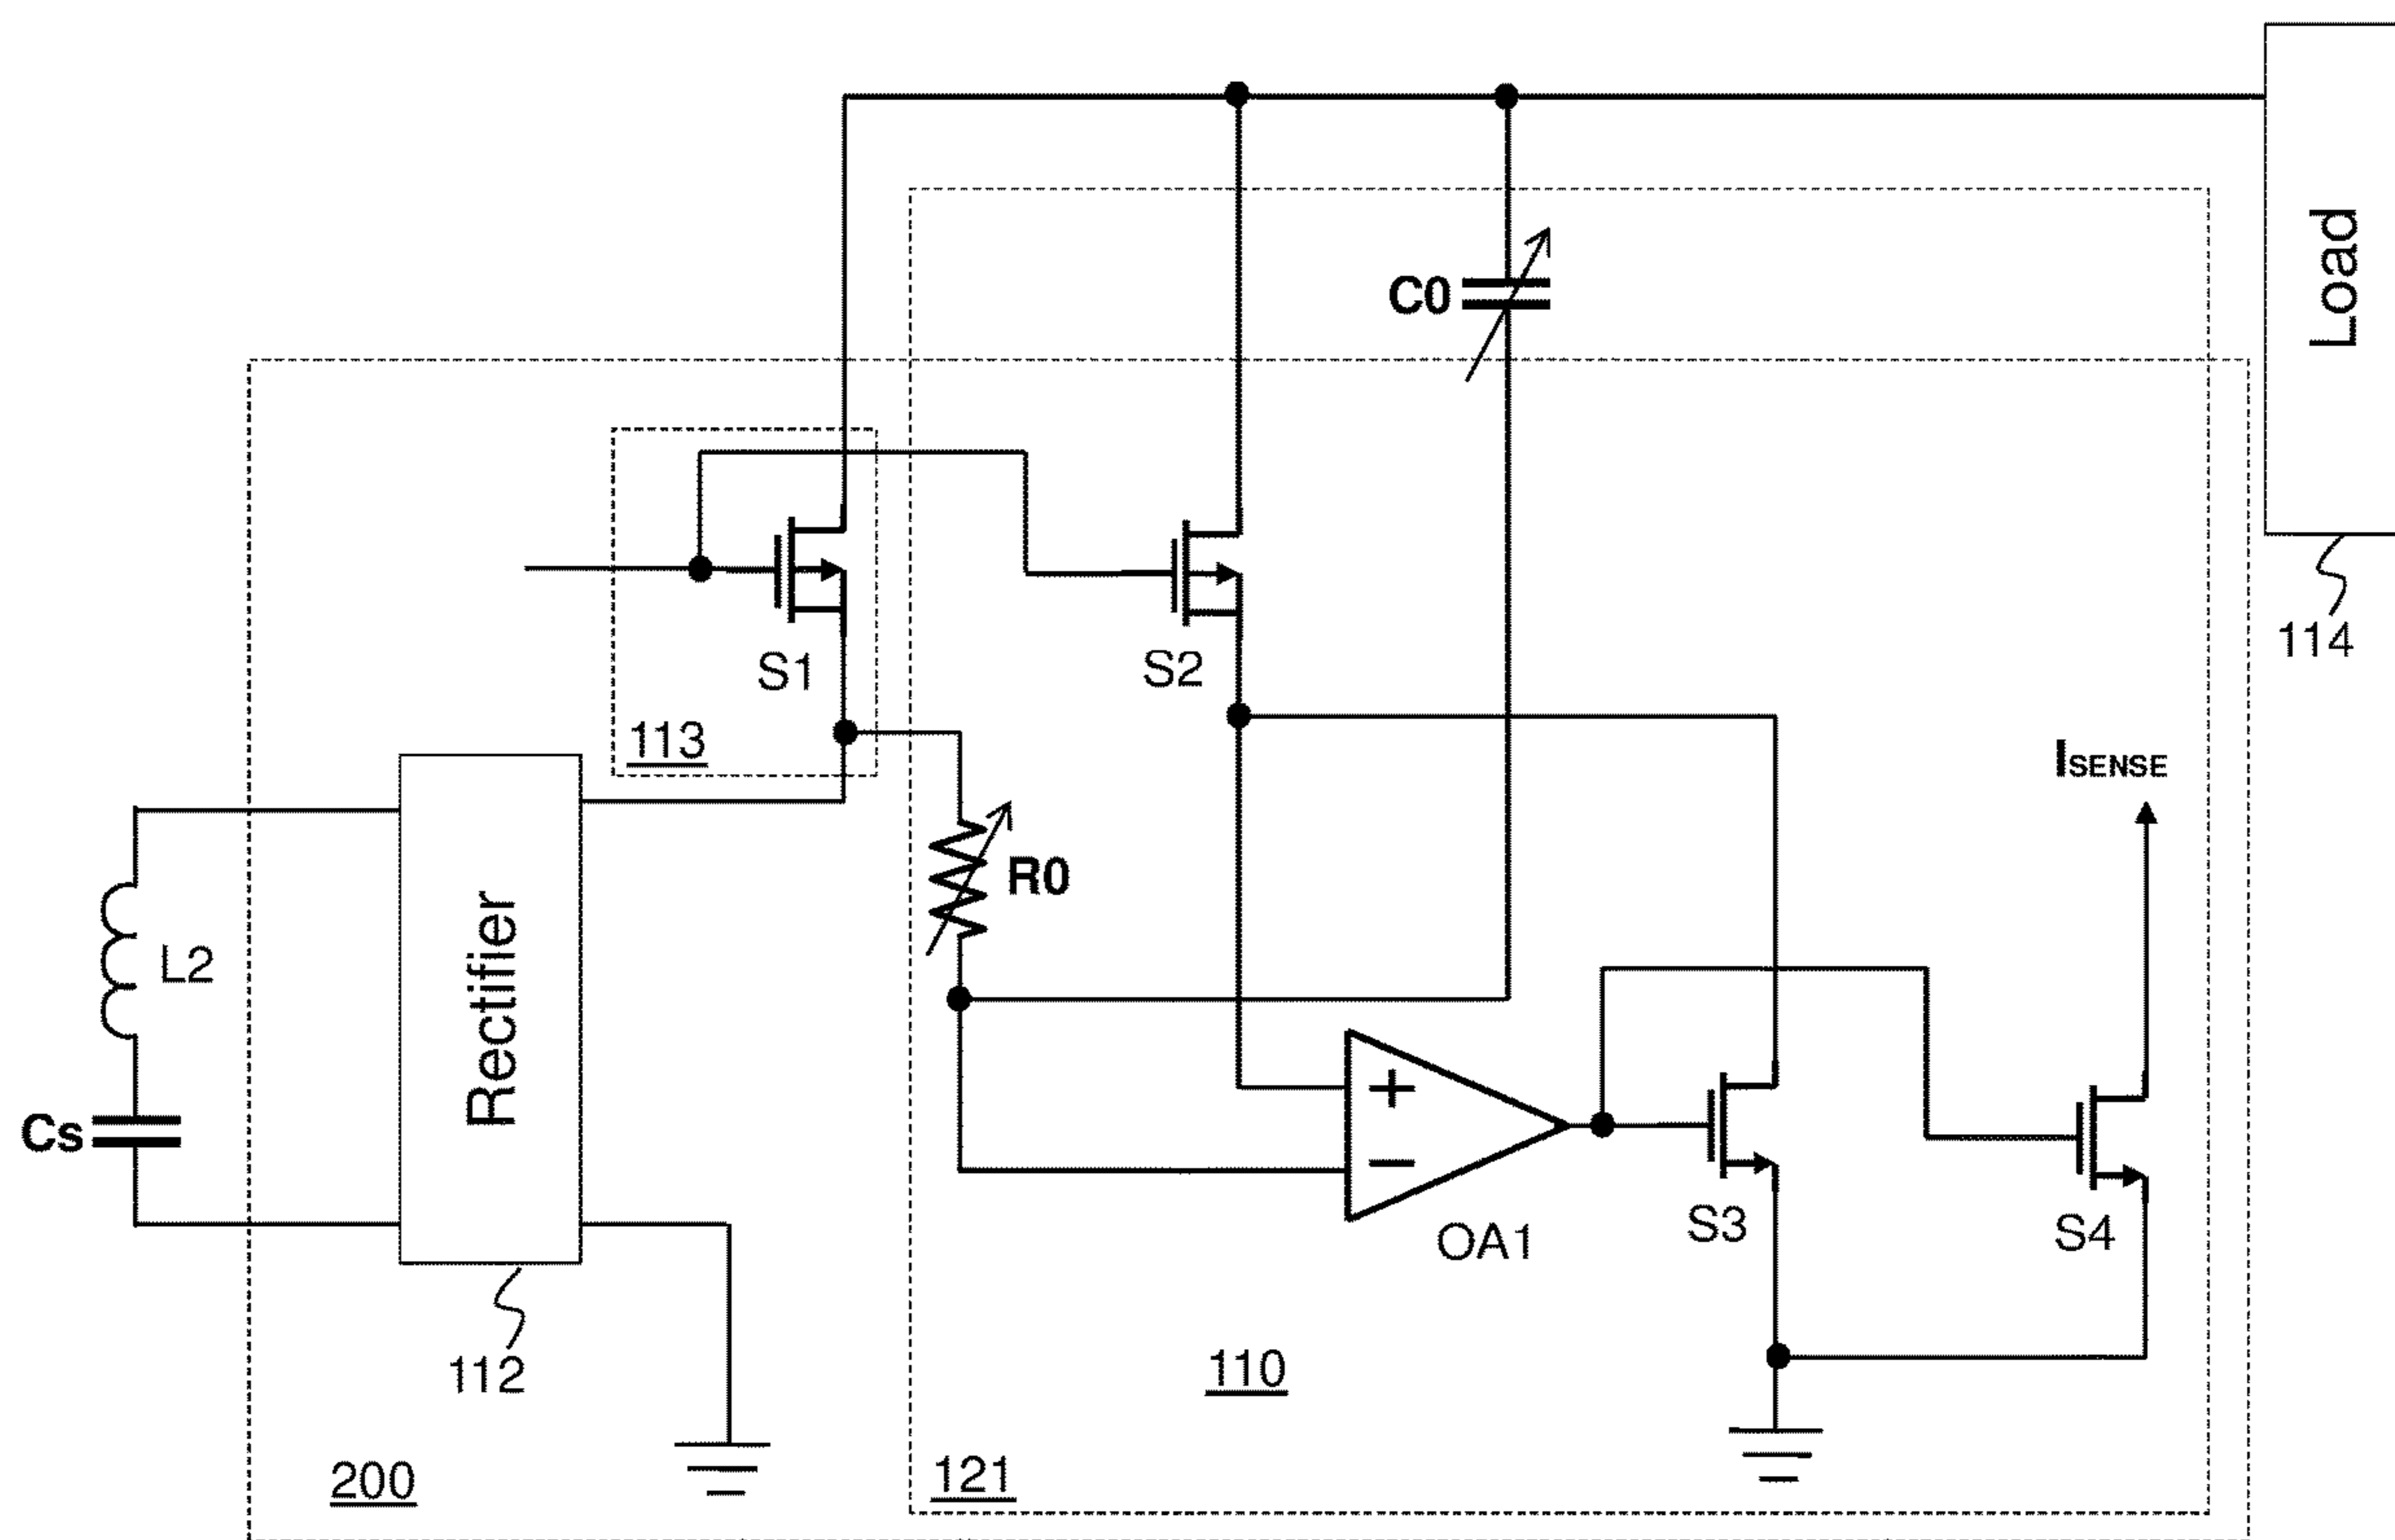 Load
C0
S1
S2
114
113
ISENSE
R0
L2
Rectifier
+
Cs
−
OA1
S3
S4
112
110
200
121